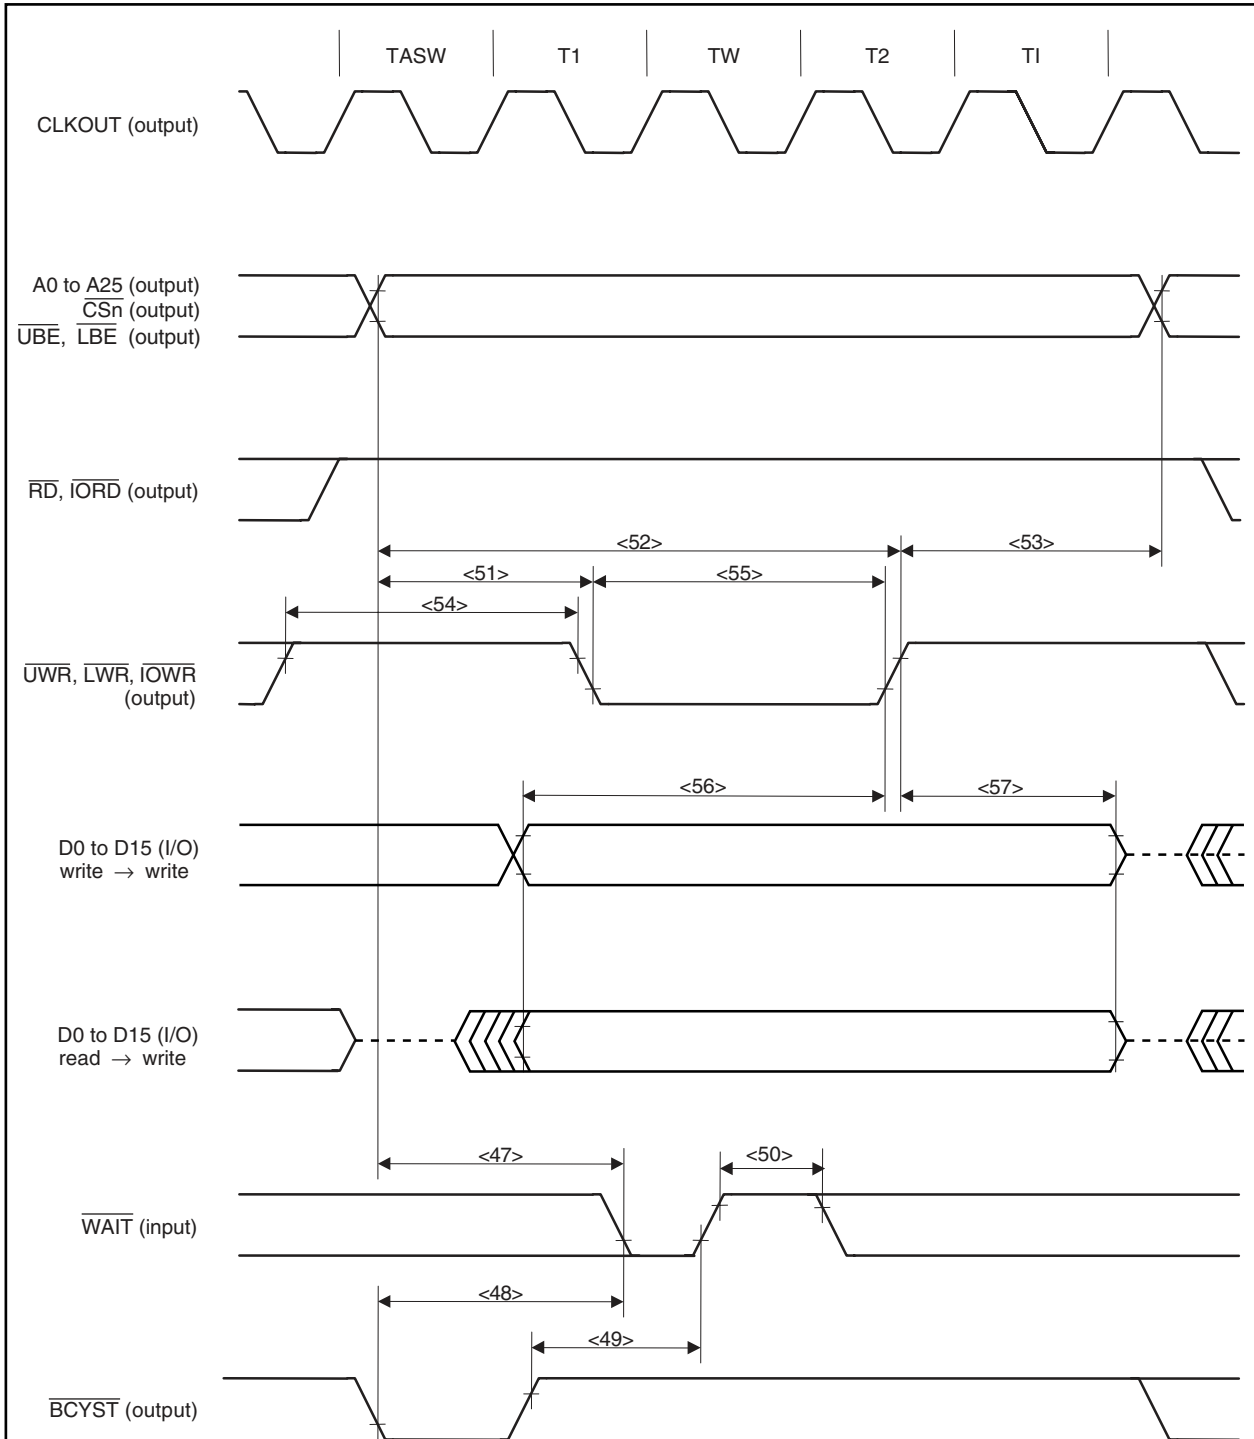 TASW T1 TW T2 TI
CLKOUT (output)
A0 to A25 (output)
CSn (output)
UBE, LBE (output)
RD, IORD (output)
<52> <53>
<51> <55>
<54>
UWR, LWR, IOWR
(output)
<56> <57>
D0 to D15 (I/O)
write → write
D0 to D15 (I/O)
read → write
<47> <50>
WAIT (input)
<48>
<49>
BCYST (output)